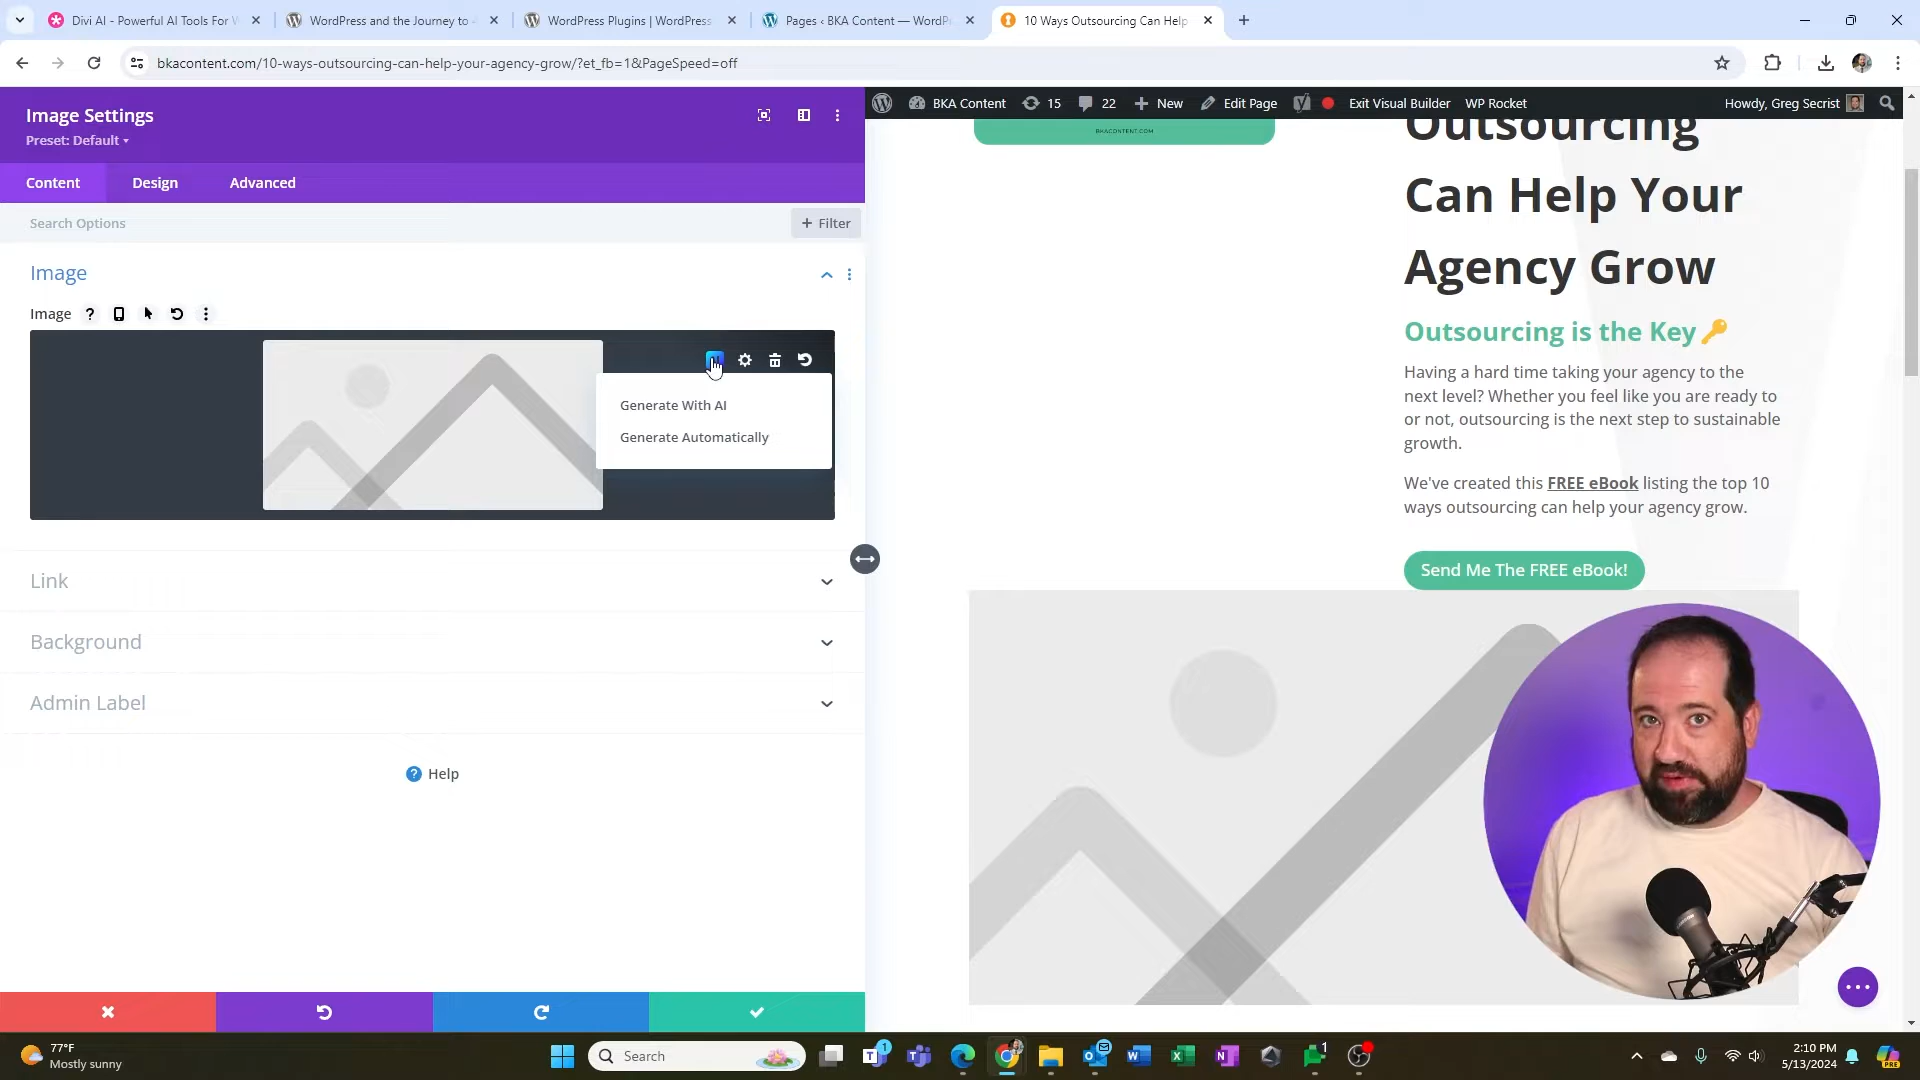 Divi AI - Powerful AI Tools For W
WordPress and the Journey to 4
WordPress Plugins | WordPress
Pages ‹ BKA Content — WordPr
10 Ways Outsourcing Can Help
bkacontent.com/10-ways-outsourcing-can-help-your-agency-grow/?et_fb=1&PageSpeed=off
Image Settings
Preset: Default
BKA Content
15
22
New
Edit Page
Exit Visual Builder
WP Rocket
Howdy, Greg Secrist
Content
Design
Advanced
Search Options
+ Filter
Image
Image
Generate With AI
Generate Automatically
Link
Background
Admin Label
Help
BKACONTENT.COM
Outsourcing
Can Help Your
Agency Grow
Outsourcing is the Key 🔑
Having a hard time taking your agency to the
next level? Whether you feel like you are ready to
or not, outsourcing is the next step to sustainable
growth.
We've created this FREE eBook listing the top 10
ways outsourcing can help your agency grow.
Send Me The FREE eBook!
77°F
Mostly sunny
Search
1
1
2:10 PM
5/13/2024